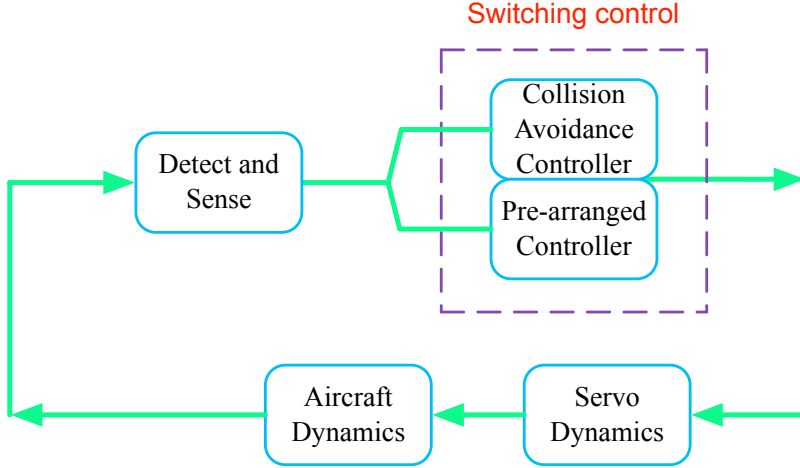 Switching control
Collision
Avoidance
Controller
Detect and
Sense
Pre-arranged
Controller
Aircraft
Dynamics
Servo
Dynamics